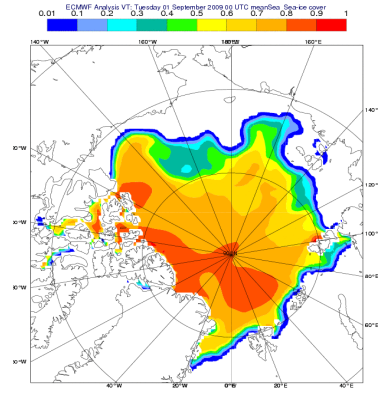 ECMWF Analysis VT: Tuesday 01 September 2009 00 UTC meanSea Sea-ice cover
0.01 0.1 0.2 0.3 0.4 0.5 0.6 0.7 0.8 0.9 1
140°W 160°W 180°W 160°E
140°
120°
100°
80°E
60°E
40°W 20°W 0°E 20°E 40°E